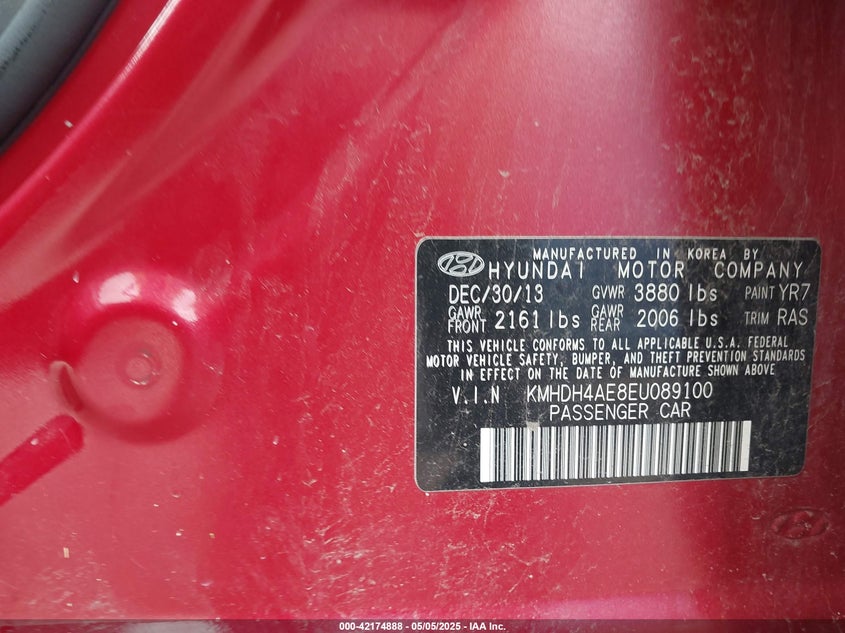 MANUFACTURED IN KOREA BY
HYUNDAI MOTOR COMPANY
DEC/30/13 GVWR 3880 lbs PAINT YR7
GAWR FRONT 2161 lbs GAWR REAR 2006 lbs TRIM RAS
THIS VEHICLE CONFORMS TO ALL APPLICABLE U.S.A. FEDERAL
MOTOR VEHICLE SAFETY, BUMPER, AND THEFT PREVENTION STANDARDS
IN EFFECT ON THE DATE OF MANUFACTURE SHOWN ABOVE
V.I.N KMHDH4AE8EU089100
PASSENGER CAR
000-42174888 - 05/05/2025 - IAA Inc.